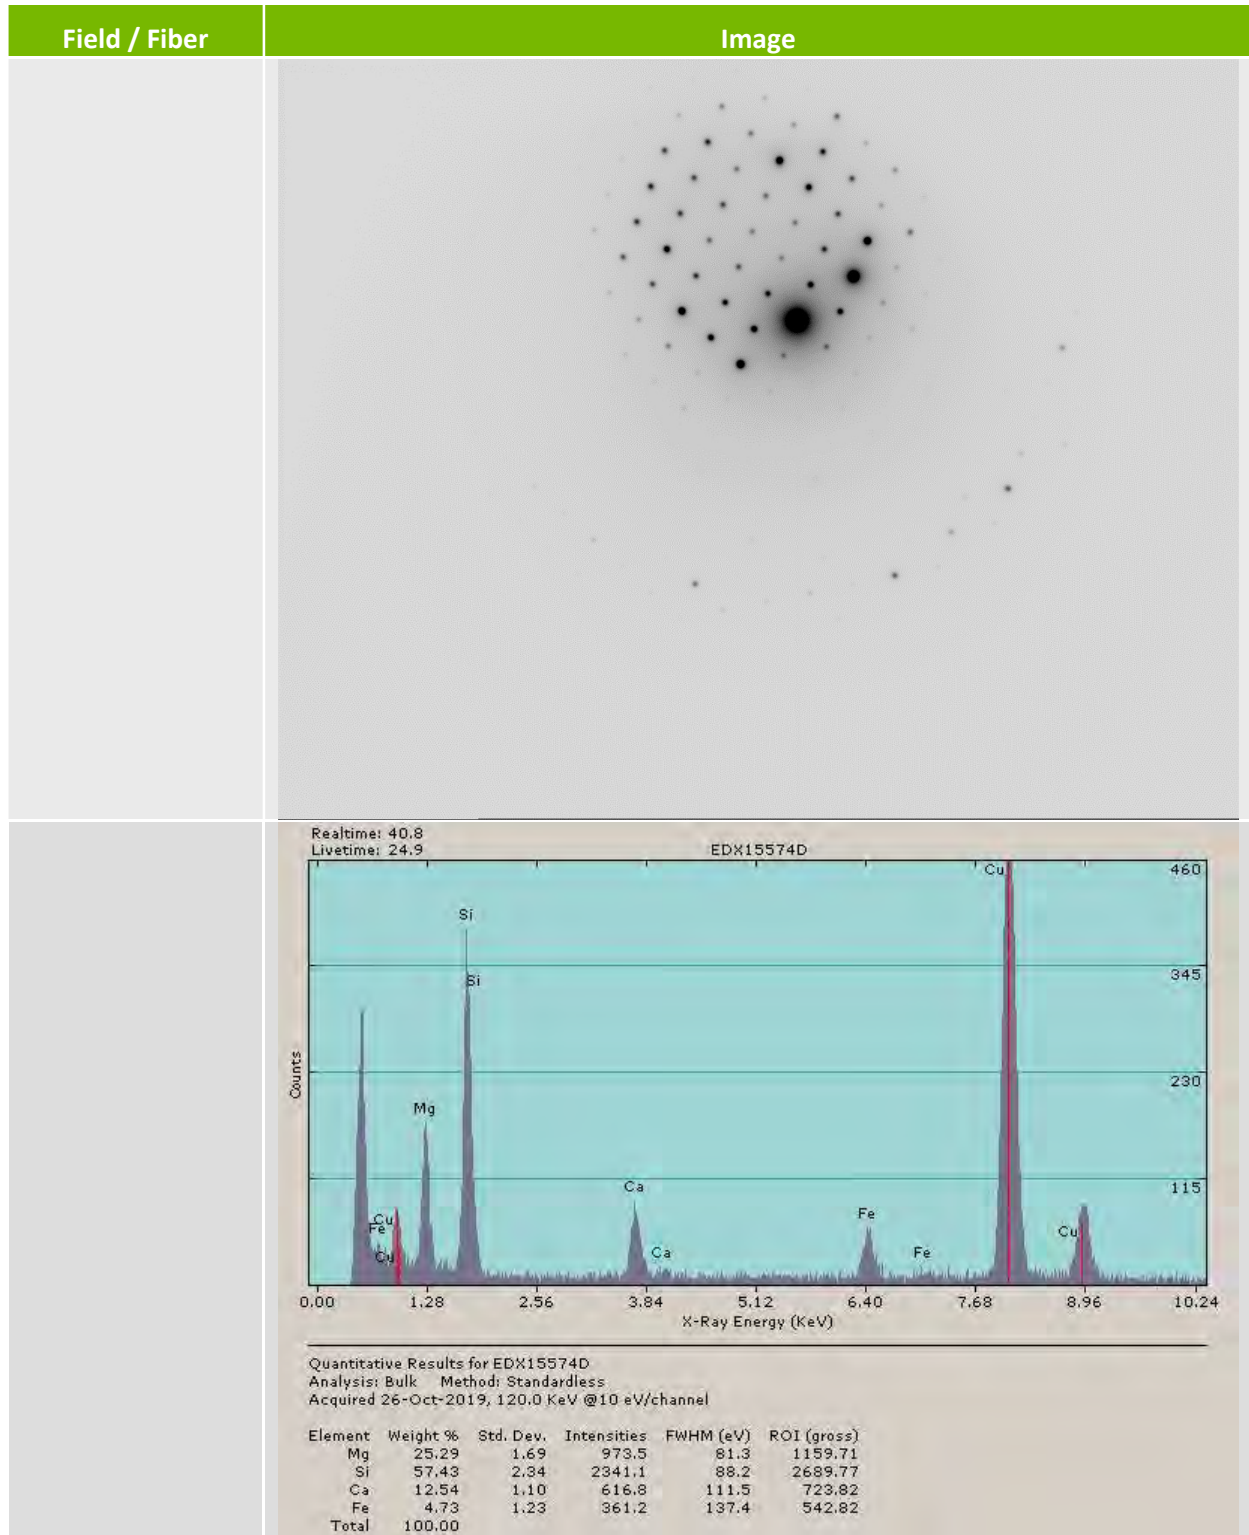 Field / Fiber Image
Realtime: 40.8
Livetime: 24.9 EDX15574D
Cu 460
Si
345
Si
Counts
230
Mg
115
Ca
Cu Fe Cu
Fe
Cu Ca Fe
0.00 1.28 2.56 3.84 5.12 6.40 7.68 8.96 10.24
X-Ray Energy (KeV)
Quantitative Results for EDX15574D
Analysis: Bulk Method: Standardless
Acquired 26-Oct-2019, 120.0 KeV @10 eV/channel
Element Weight % Std. Dev. Intensities FWHM (eV) ROI (gross)
Mg 25.29 1.69 973.5 81.3 1159.71
Si 57.43 2.34 2341.1 88.2 2689.77
Ca 12.54 1.10 616.8 111.5 723.82
Fe 4.73 1.23 361.2 137.4 542.82
Total 100.00